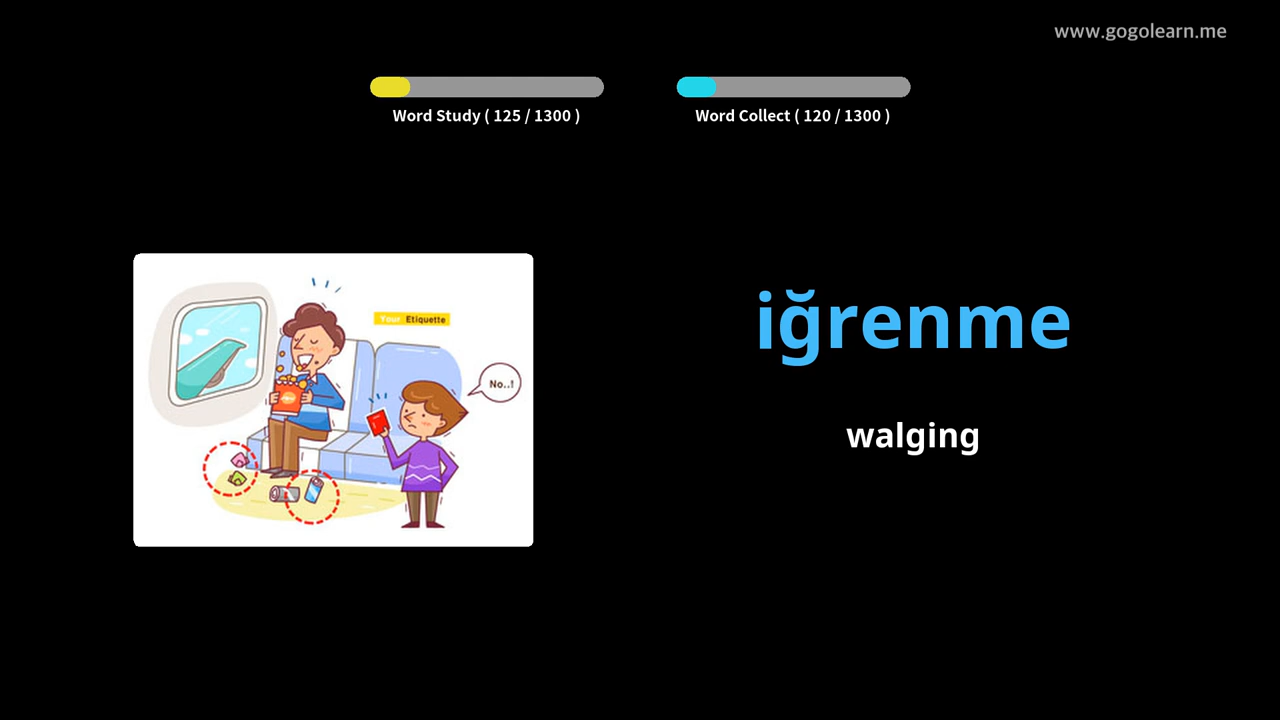 www.gogolearn.me
Word Study ( 125 / 1300 )
Word Collect ( 120 / 1300 )
Your Etiquette
No..!
iğrenme
walging